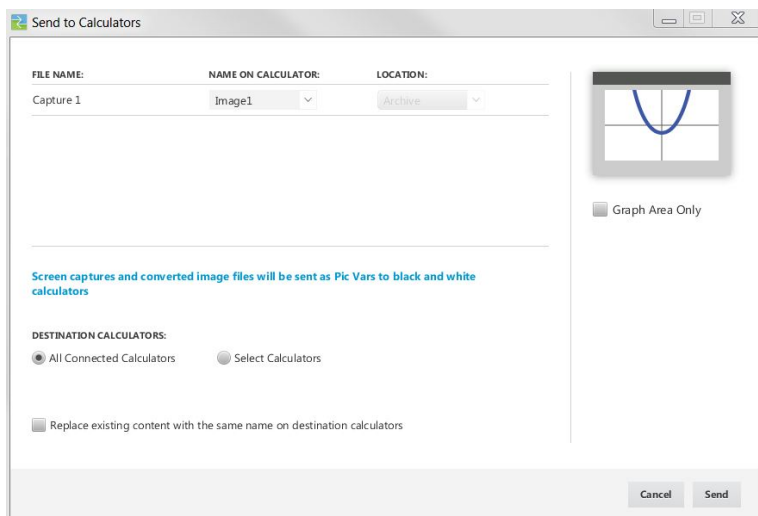 Send to Calculators
FILE NAME: NAME ON CALCULATOR: LOCATION:
Capture 1 Image1 Archive
Graph Area Only
Screen captures and converted image files will be sent as Pic Vars to black and white
calculators
DESTINATION CALCULATORS:
All Connected Calculators Select Calculators
Replace existing content with the same name on destination calculators
Cancel Send